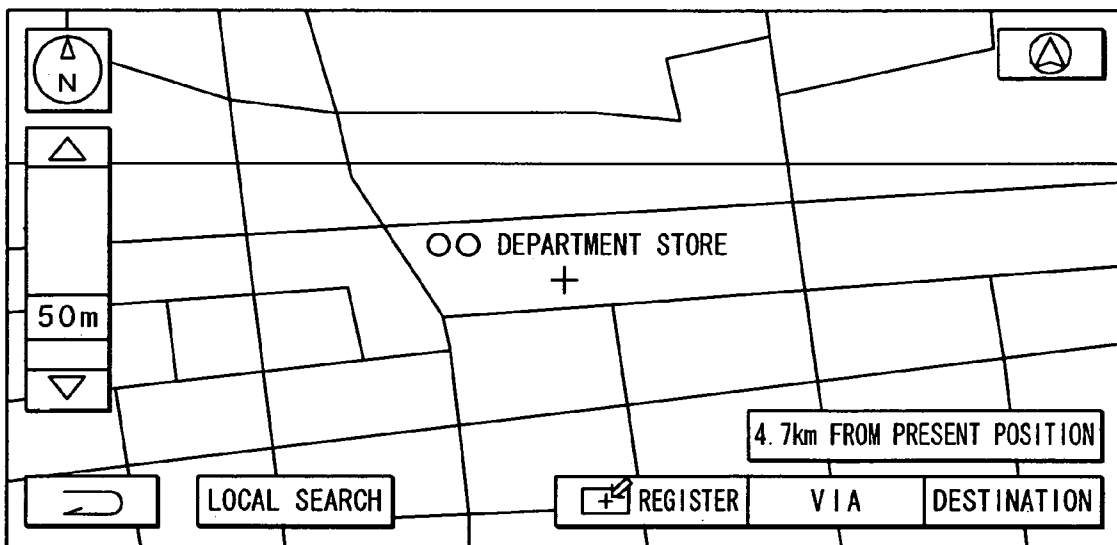 N
○○ DEPARTMENT STORE
50m
4.7km FROM PRESENT POSITION
LOCAL SEARCH
REGISTER
VIA
DESTINATION